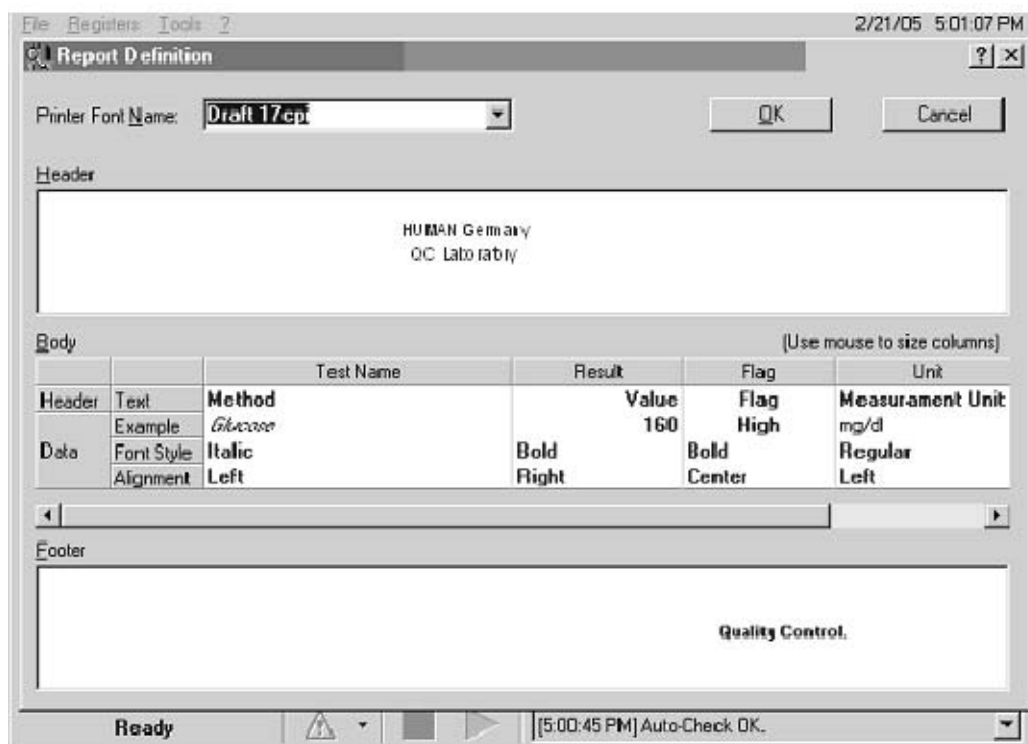 File Registers Tools ? 2/21/05 5:01:07 PM
Report Definition ? ×
Printer Font Name: Draft 17cpi OK Cancel
Header
HUMAN Germany
QC Laboratry
Body (Use mouse to size columns)
Test Name Result Flag Unit
Header Text Method Value Flag Measurament Unit
Example Glucose 160 High mg/dl
Data Font Style Italic Bold Bold Regular
Alignment Left Right Center Left
Footer
Quality Control.
Ready [5:00:45 PM] Auto-Check OK.